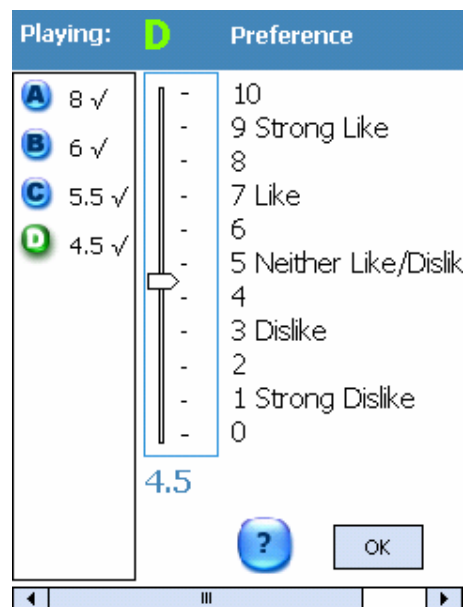 Playing: D Preference
A 8 √
B 6 √
C 5.5 √
D 4.5 √
10
9 Strong Like
8
7 Like
6
5 Neither Like/Dislik
4
3 Dislike
2
1 Strong Dislike
0
4.5
? OK